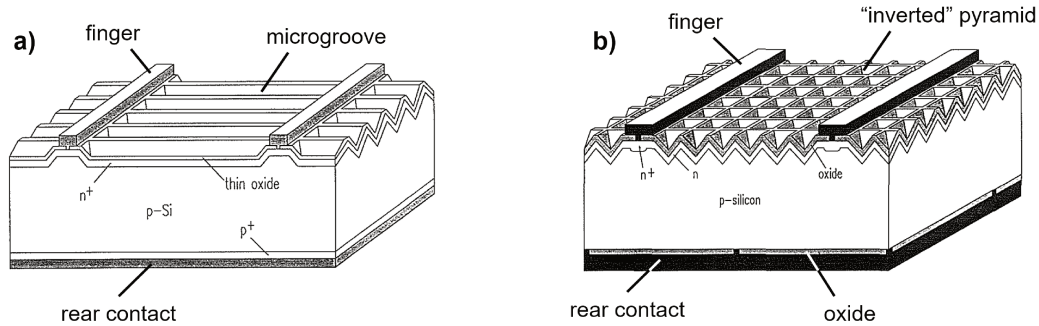 a)
finger
microgroove
thin oxide
n+
p-Si
p+
rear contact
b)
finger
"inverted" pyramid
n+
n
oxide
p-silicon
rear contact
oxide